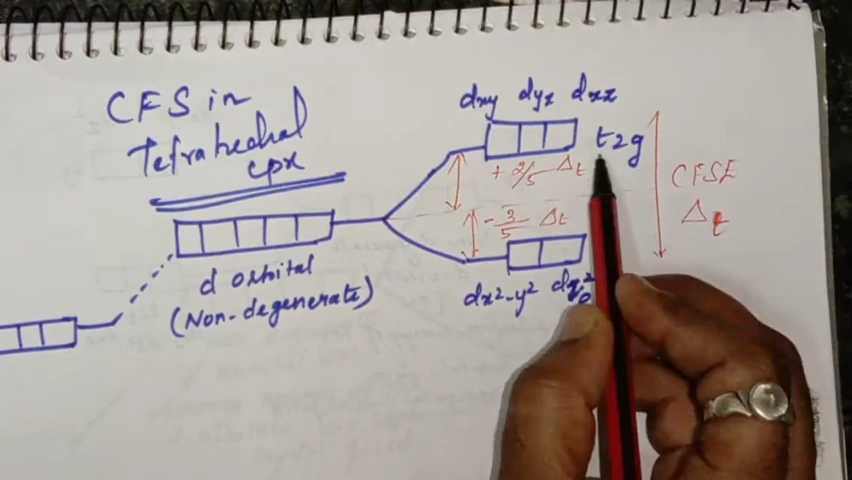 CFS in
Tetrahedral
cpx
dxy dyz dxz
t2g
+ 2/5 Δt
CFSE
Δt
- 3/5 Δt
d orbital
(Non-degenerate)
dx²-y²